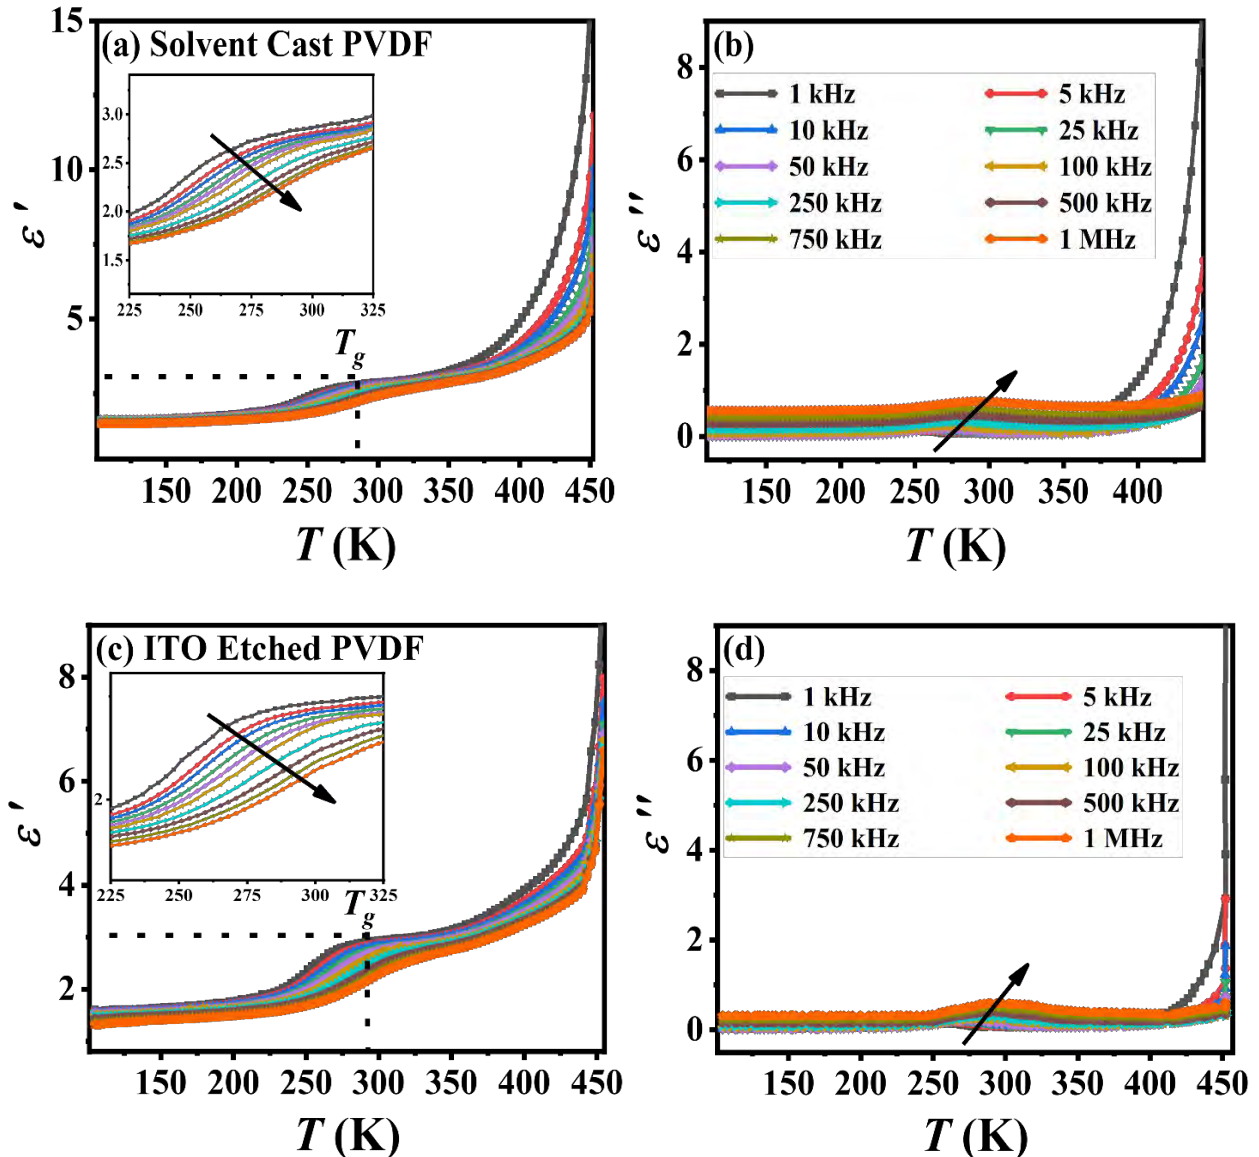 (a) Solvent Cast PVDF
15
10
5
ε′
3.0
2.5
2.0
1.5
225 250 275 300 325
T_g
150 200 250 300 350 400 450
T (K)
(b)
8
6
4
2
0
ε″
1 kHz 5 kHz
10 kHz 25 kHz
50 kHz 100 kHz
250 kHz 500 kHz
750 kHz 1 MHz
150 200 250 300 350 400
T (K)
(c) ITO Etched PVDF
8
6
4
2
ε′
2
225 250 275 300 325
T_g
150 200 250 300 350 400 450
T (K)
(d)
8
6
4
2
0
ε″
1 kHz 5 kHz
10 kHz 25 kHz
50 kHz 100 kHz
250 kHz 500 kHz
750 kHz 1 MHz
150 200 250 300 350 400 450
T (K)